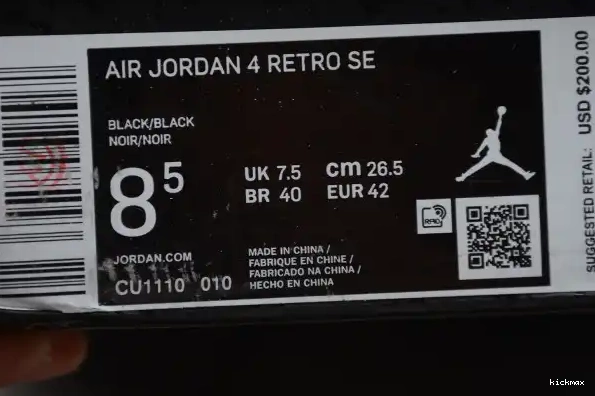 AIR JORDAN 4 RETRO SE
BLACK/BLACK
NOIR/NOIR
8 5
UK 7.5 cm 26.5
BR 40 EUR 42
JORDAN.COM
CU1110 010
MADE IN CHINA /
FABRIQUE EN CHINE /
FABRICADO NA CHINA /
HECHO EN CHINA
RFID
SUGGESTED RETAIL: USD $200.00
kickmax